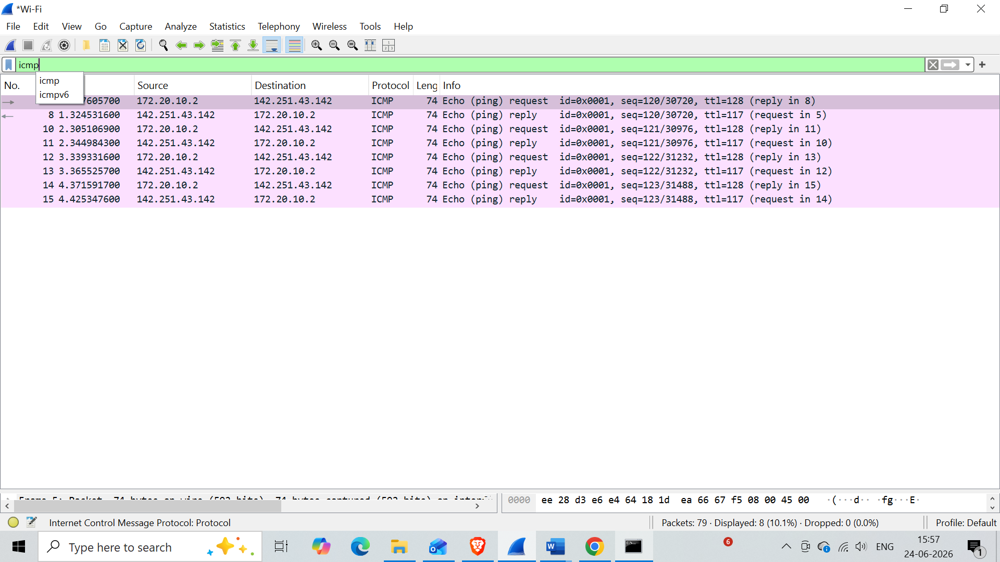 *Wi-Fi
File Edit View Go Capture Analyze Statistics Telephony Wireless Tools Help
icmp
icmp
icmpv6
No. Source Destination Protocol Leng Info
7605700 172.20.10.2 142.251.43.142 ICMP 74 Echo (ping) request id=0x0001, seq=120/30720, ttl=128 (reply in 8)
8 1.324531600 142.251.43.142 172.20.10.2 ICMP 74 Echo (ping) reply id=0x0001, seq=120/30720, ttl=117 (request in 5)
10 2.305106900 172.20.10.2 142.251.43.142 ICMP 74 Echo (ping) request id=0x0001, seq=121/30976, ttl=128 (reply in 11)
11 2.344984300 142.251.43.142 172.20.10.2 ICMP 74 Echo (ping) reply id=0x0001, seq=121/30976, ttl=117 (request in 10)
12 3.339331600 172.20.10.2 142.251.43.142 ICMP 74 Echo (ping) request id=0x0001, seq=122/31232, ttl=128 (reply in 13)
13 3.365525700 142.251.43.142 172.20.10.2 ICMP 74 Echo (ping) reply id=0x0001, seq=122/31232, ttl=117 (request in 12)
14 4.371591700 172.20.10.2 142.251.43.142 ICMP 74 Echo (ping) request id=0x0001, seq=123/31488, ttl=128 (reply in 15)
15 4.425347600 142.251.43.142 172.20.10.2 ICMP 74 Echo (ping) reply id=0x0001, seq=123/31488, ttl=117 (request in 14)
Frame 5: Packet, 74 bytes on wire (592 bits), 74 bytes captured (592 bits) on
0000 ee 28 d3 e6 e4 64 18 1d ea 66 67 f5 08 00 45 00 ·(···d·· ·fg···E·
Internet Control Message Protocol: Protocol
Packets: 79 · Displayed: 8 (10.1%) · Dropped: 0 (0.0%)
Profile: Default
Type here to search
6
ENG
15:57
24-06-2026
1